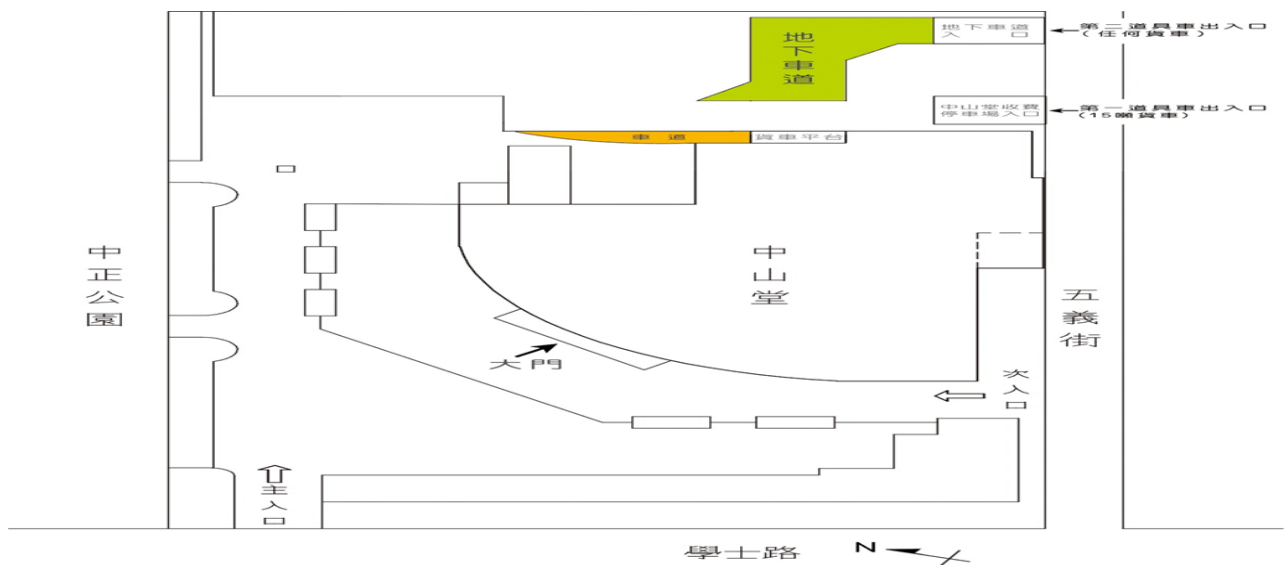 地下車道
地下車道
入口
第二道具車出入口
(任何貨車)
中山堂收費
停車場入口
第一道具車出入口
(15噸貨車)
車道
貨車平台
中正公園
中山堂
五義街
大門
次入口
主入口
學士路
N